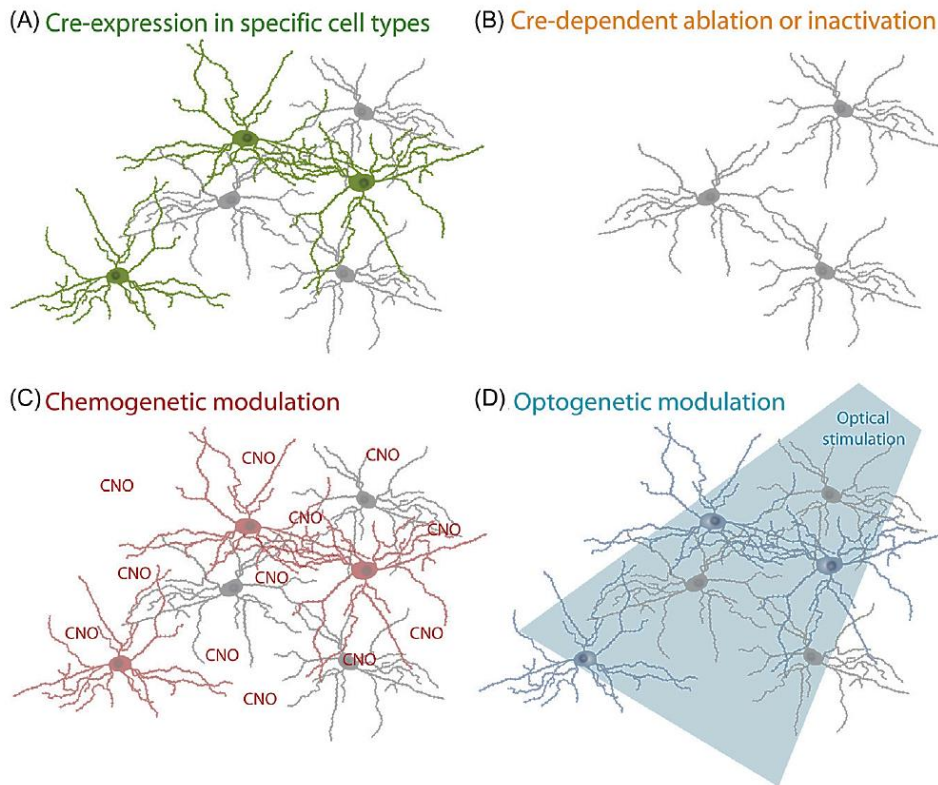 (A) Cre-expression in specific cell types
(B) Cre-dependent ablation or inactivation
(C) Chemogenetic modulation
CNO
CNO
CNO
CNO
CNO
CNO
CNO
CNO
CNO
CNO
CNO
CNO
(D) Optogenetic modulation
Optical
stimulation